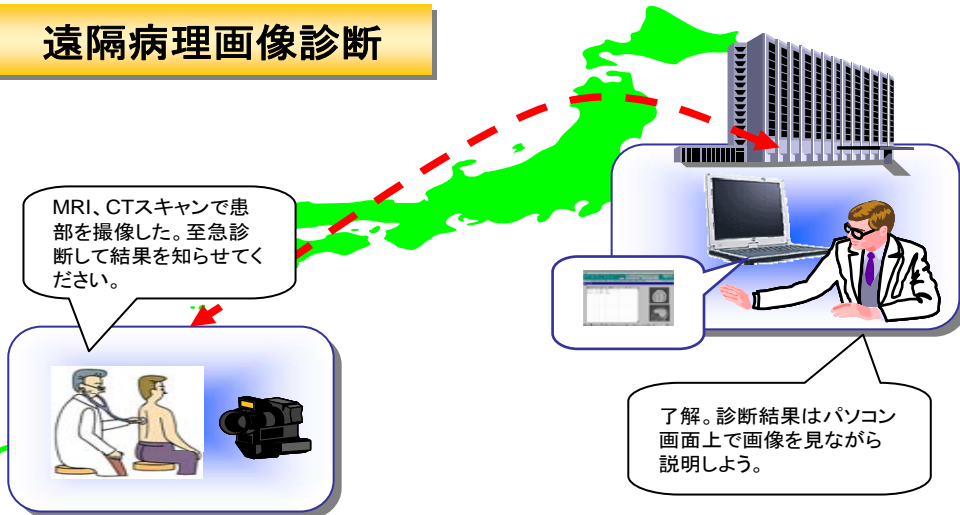 遠隔病理画像診断
MRI、CTスキャンで患
部を撮像した。至急診
断して結果を知らせてく
ださい。
了解。診断結果はパソコン
画面上で画像を見ながら
説明しよう。